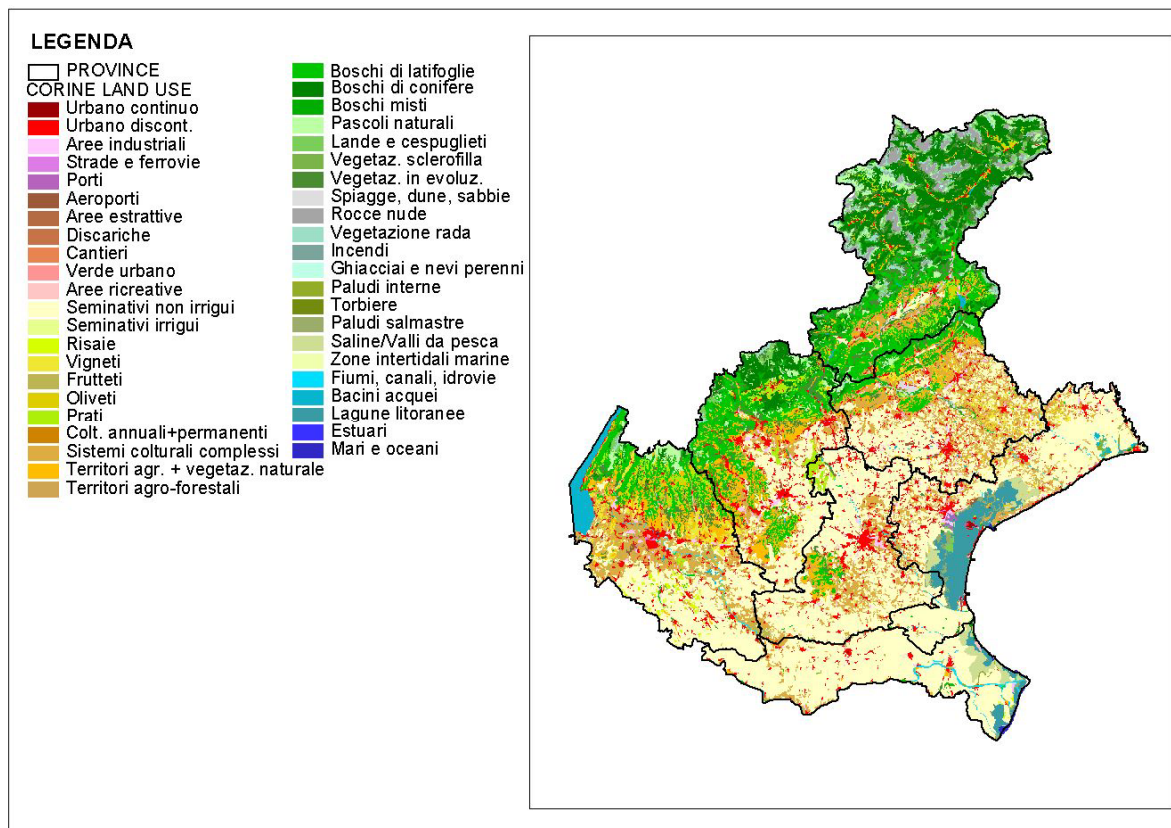 LEGENDA
PROVINCE
CORINE LAND USE
Urbano continuo
Urbano discont.
Aree industriali
Strade e ferrovie
Porti
Aeroporti
Aree estrattive
Discariche
Cantieri
Verde urbano
Aree ricreative
Seminativi non irrigui
Seminativi irrigui
Risaie
Vigneti
Frutteti
Oliveti
Prati
Colt. annuali+permanenti
Sistemi colturali complessi
Territori agr. + vegetaz. naturale
Territori agro-forestali
Boschi di latifoglie
Boschi di conifere
Boschi misti
Pascoli naturali
Lande e cespuglieti
Vegetaz. sclerofilla
Vegetaz. in evoluz.
Spiagge, dune, sabbie
Rocce nude
Vegetazione rada
Incendi
Ghiacciai e nevi perenni
Paludi interne
Torbiere
Paludi salmastre
Saline/Valli da pesca
Zone intertidali marine
Fiumi, canali, idrovie
Bacini acquei
Lagune litoranee
Estuari
Mari e oceani